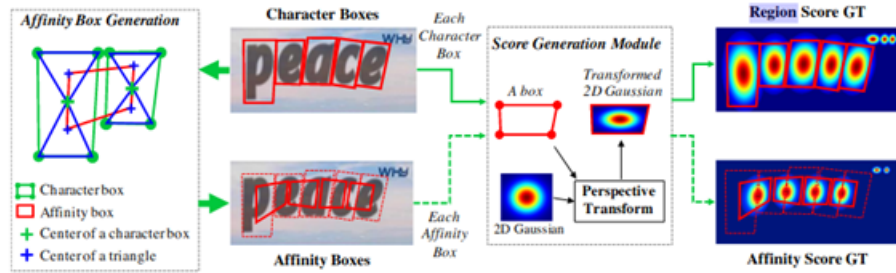 Affinity Box Generation
Character box
Affinity box
Center of a character box
Center of a triangle
Character Boxes
peace
WHY
peace
WHY
Affinity Boxes
Each
Character
Box
Each
Affinity
Box
Score Generation Module
A box
Transformed
2D Gaussian
2D Gaussian
Perspective
Transform
Region Score GT
Affinity Score GT